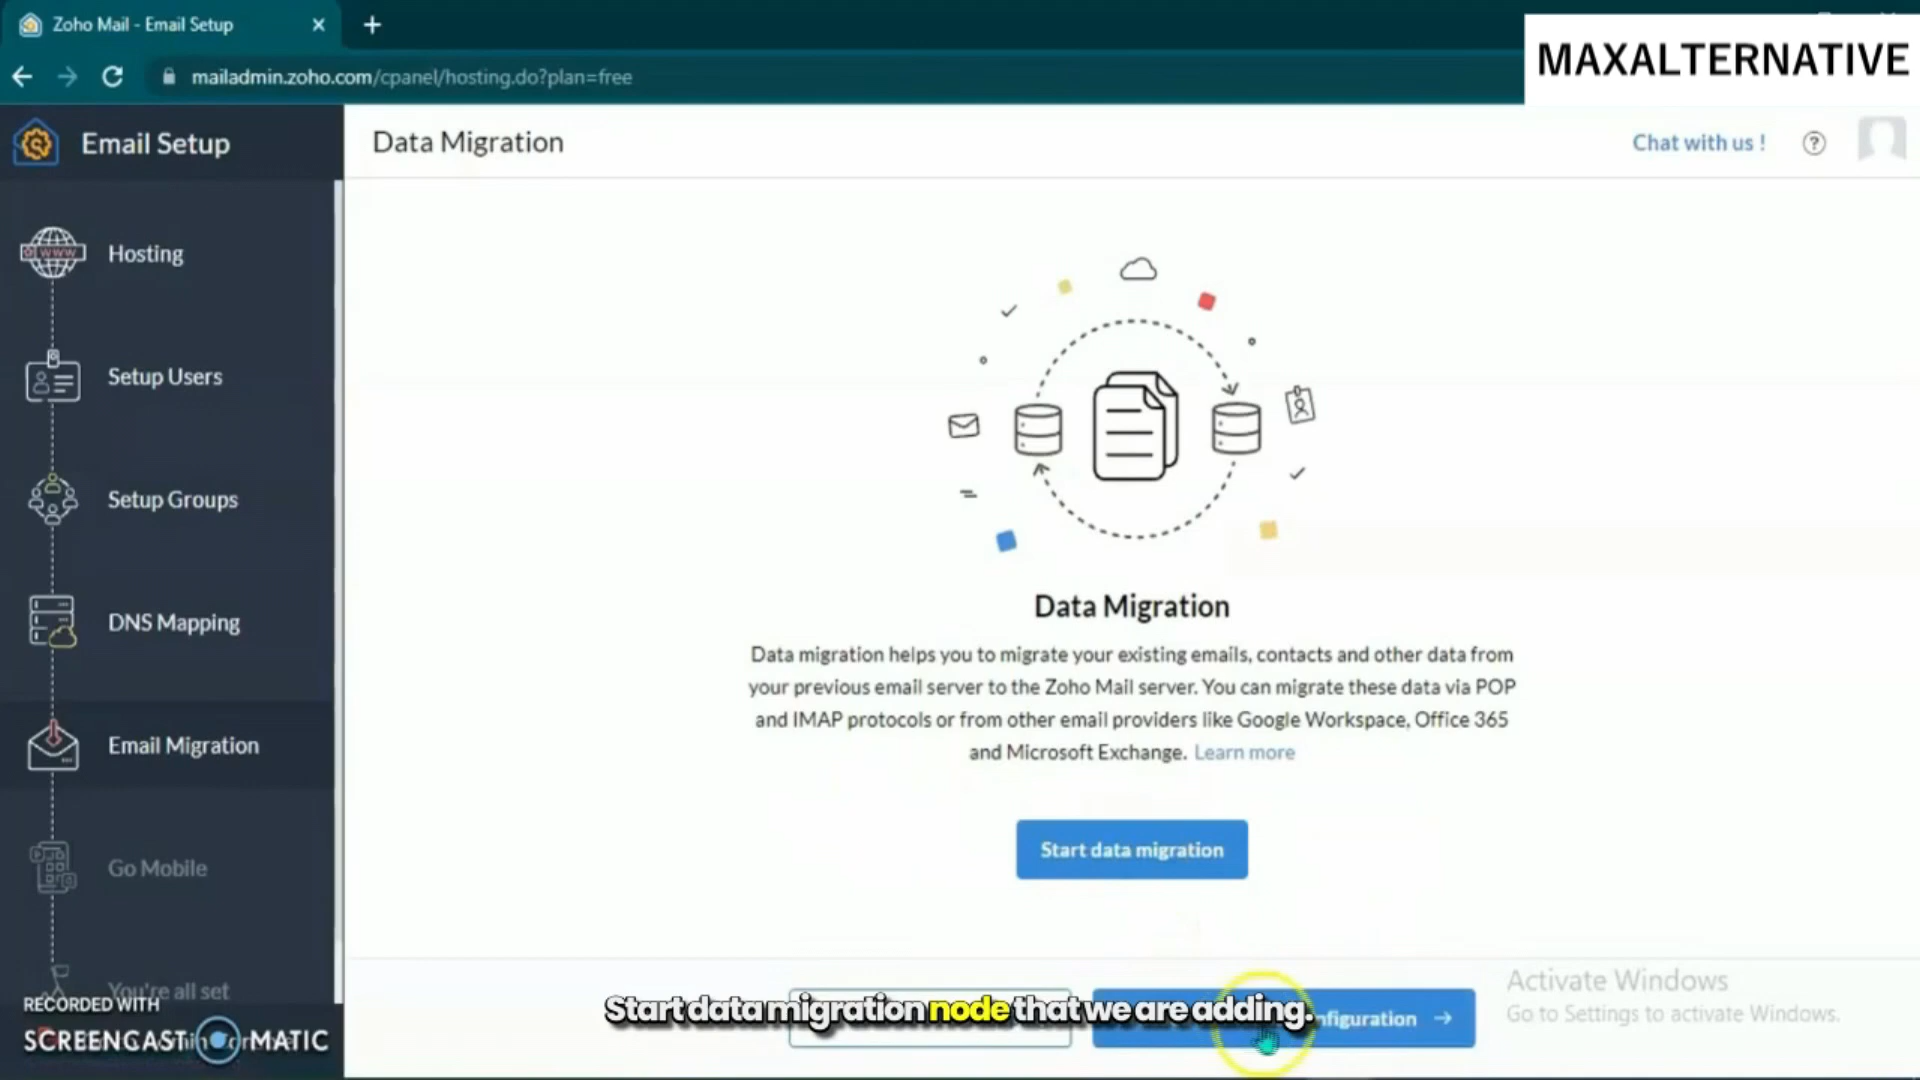 Zoho Mail - Email Setup
mailadmin.zoho.com/cpanel/hosting.do?plan=free
MAXALTERNATIVE
Email Setup
Data Migration
Chat with us !
?
Hosting
WWW
Setup Users
Setup Groups
DNS Mapping
Email Migration
Go Mobile
You're all set
Data Migration
Data migration helps you to migrate your existing emails, contacts and other data from
your previous email server to the Zoho Mail server. You can migrate these data via POP
and IMAP protocols or from other email providers like Google Workspace, Office 365
and Microsoft Exchange. Learn more
Start data migration
Start data migration node that we are adding.
Activate Windows
Go to Settings to activate Windows.
RECORDED WITH
SCREENCAST MATIC